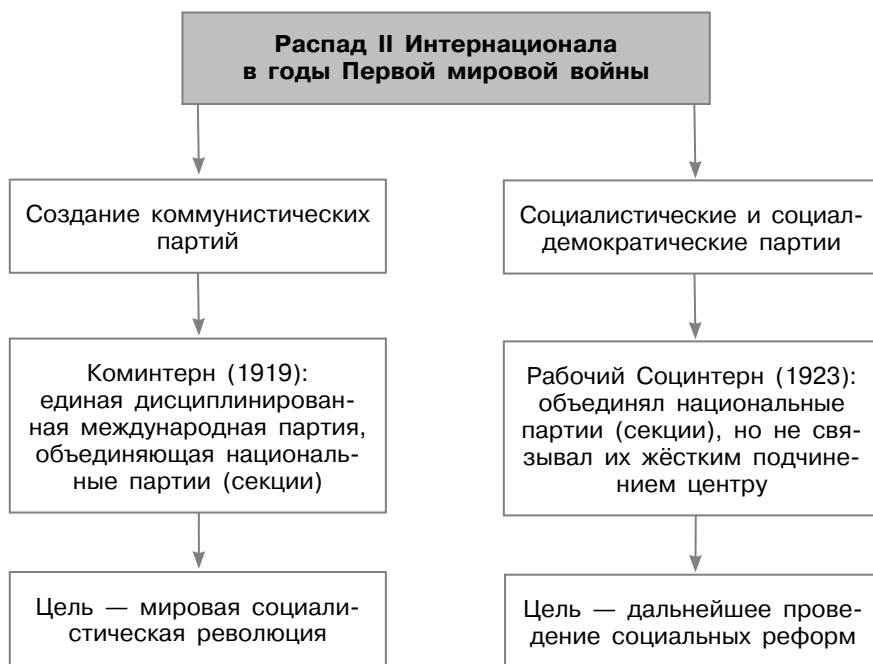 Распад II Интернационала
в годы Первой мировой войны
Создание коммунистических
партий
Коминтерн (1919):
единая дисциплинирован-
ная международная партия,
объединяющая националь-
ные партии (секции)
Цель — мировая социали-
стическая революция
Социалистические и социал-
демократические партии
Рабочий Социнтерн (1923):
объединял национальные
партии (секции), но не свя-
зывал их жёстким подчине-
нием центру
Цель — дальнейшее прове-
дение социальных реформ